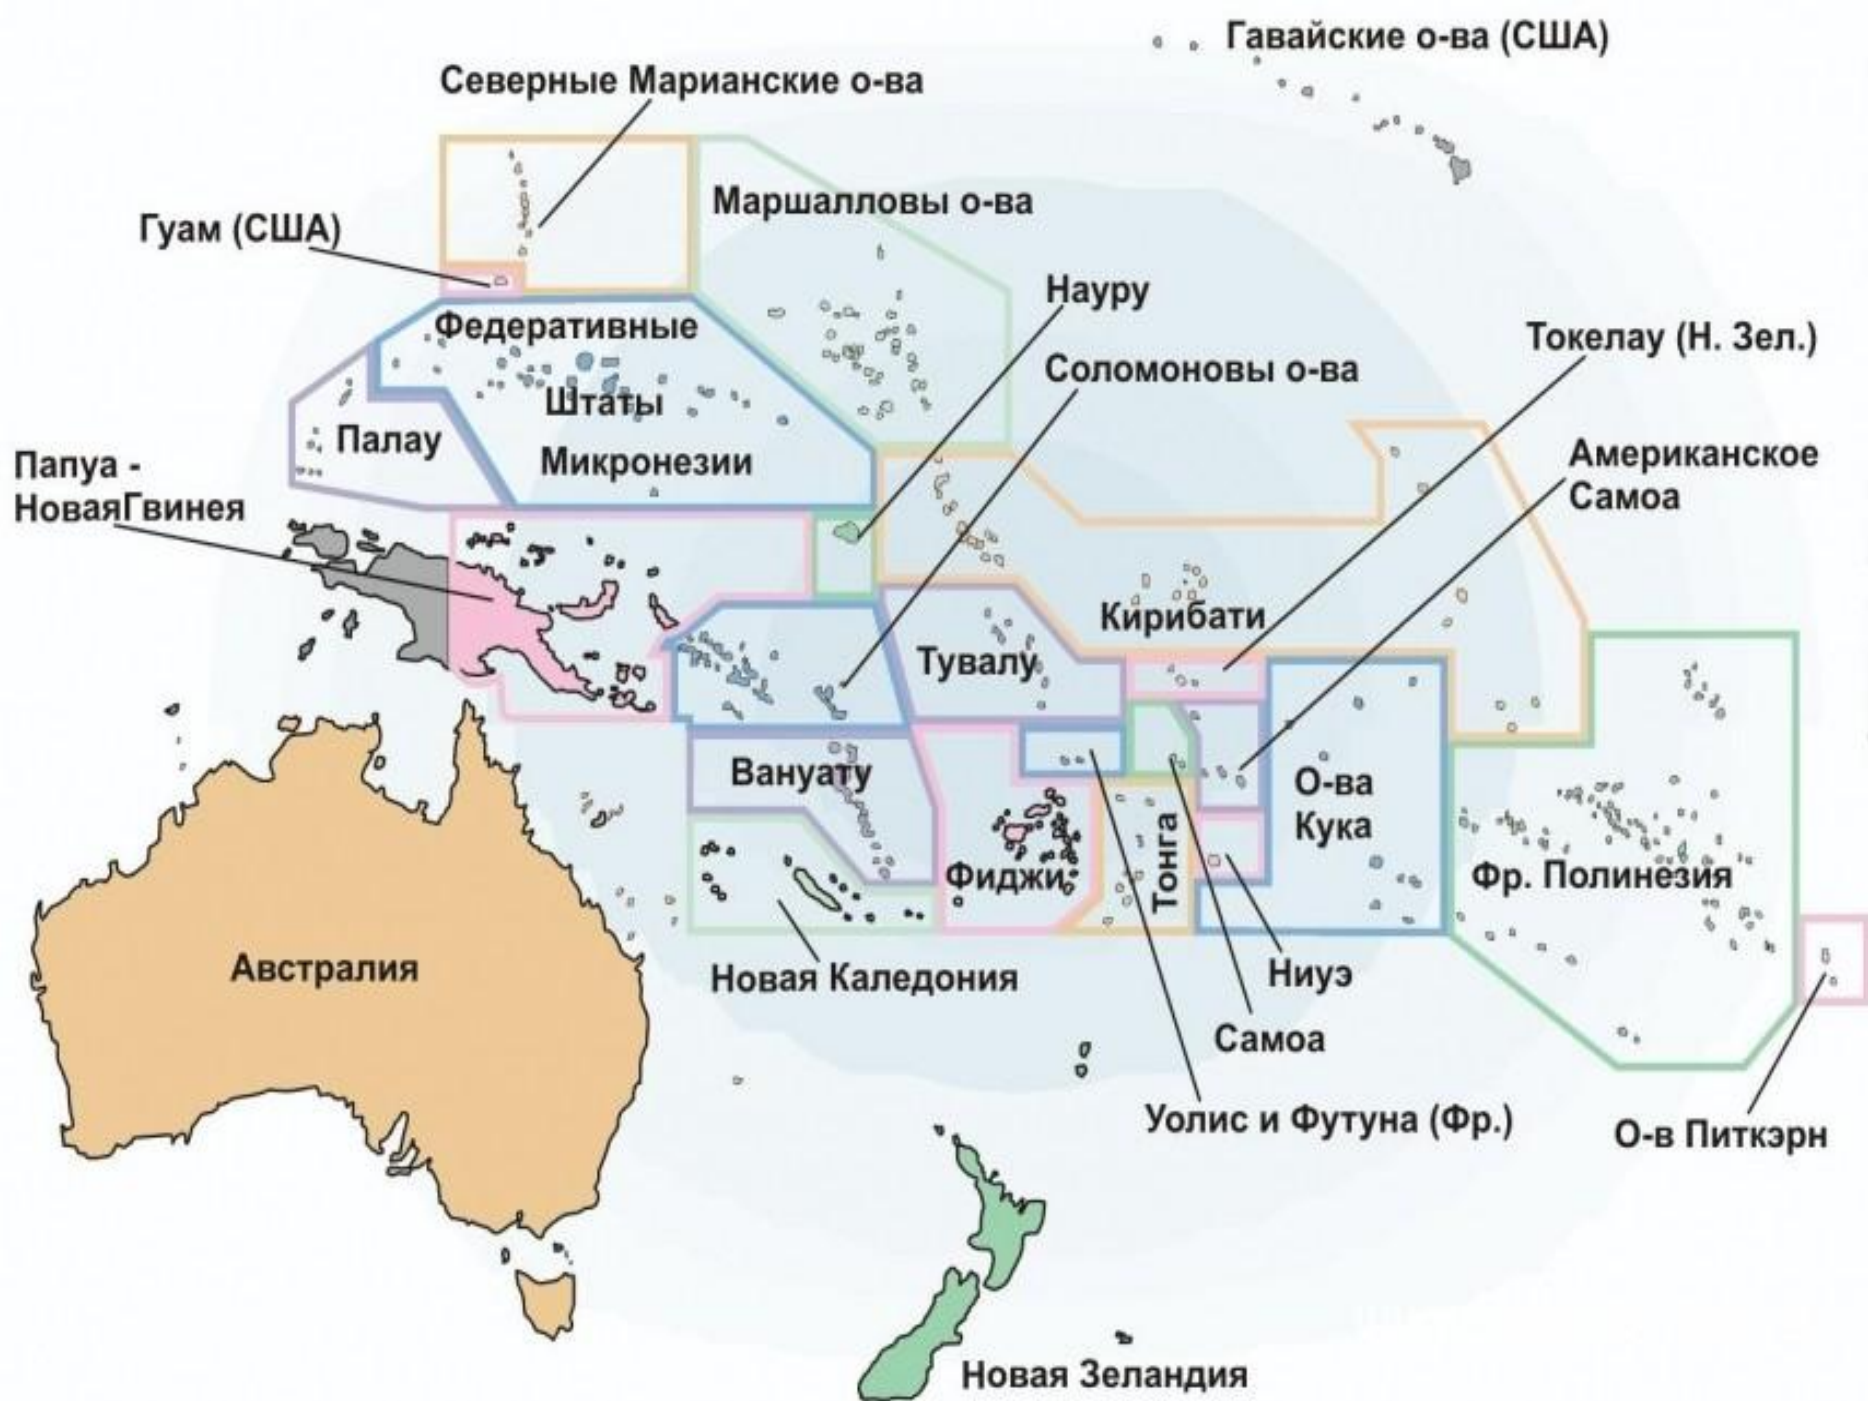 Гавайские о-ва (США)
Северные Марианские о-ва
Маршалловы о-ва
Гуам (США)
Науру
Федеративные
Штаты
Микронезии
Соломоновы о-ва
Токелау (Н. Зел.)
Палау
Папуа -
НоваяГвинея
Американское
Самоа
Кирибати
Тувалу
Вануату
О-ва
Кука
Фиджи
Тонга
Фр. Полинезия
Австралия
Новая Каледония
Ниуэ
Самоа
Уолис и Футуна (Фр.)
О-в Питкэрн
Новая Зеландия